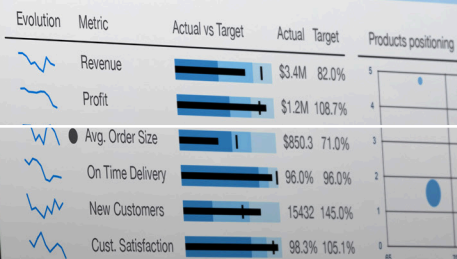 Evolution Metric Actual vs Target Actual Target Products positioning
Revenue $3.4M 82.0% 5
Profit $1.2M 108.7% 4
Avg. Order Size $850.3 71.0% 3
On Time Delivery 96.0% 96.0% 2
New Customers 15432 145.0% 1
Cust. Satisfaction 98.3% 105.1% 0